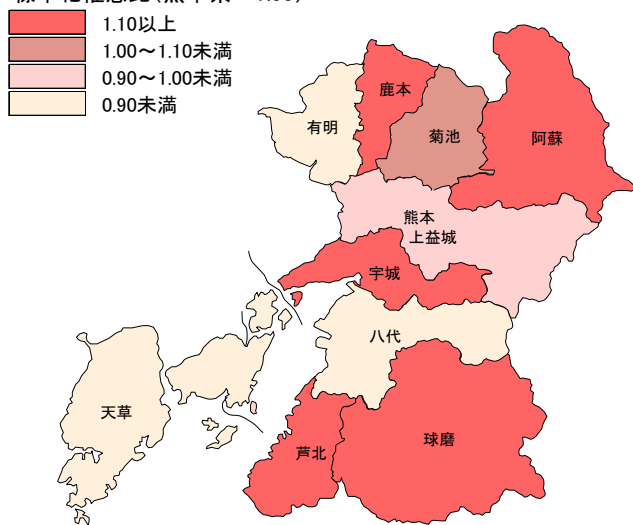 1.10以上
1.00～1.10未満
0.90～1.00未満
0.90未満
鹿本
有明
菊池
阿蘇
熊本
上益城
宇城
八代
天草
芦北
球磨